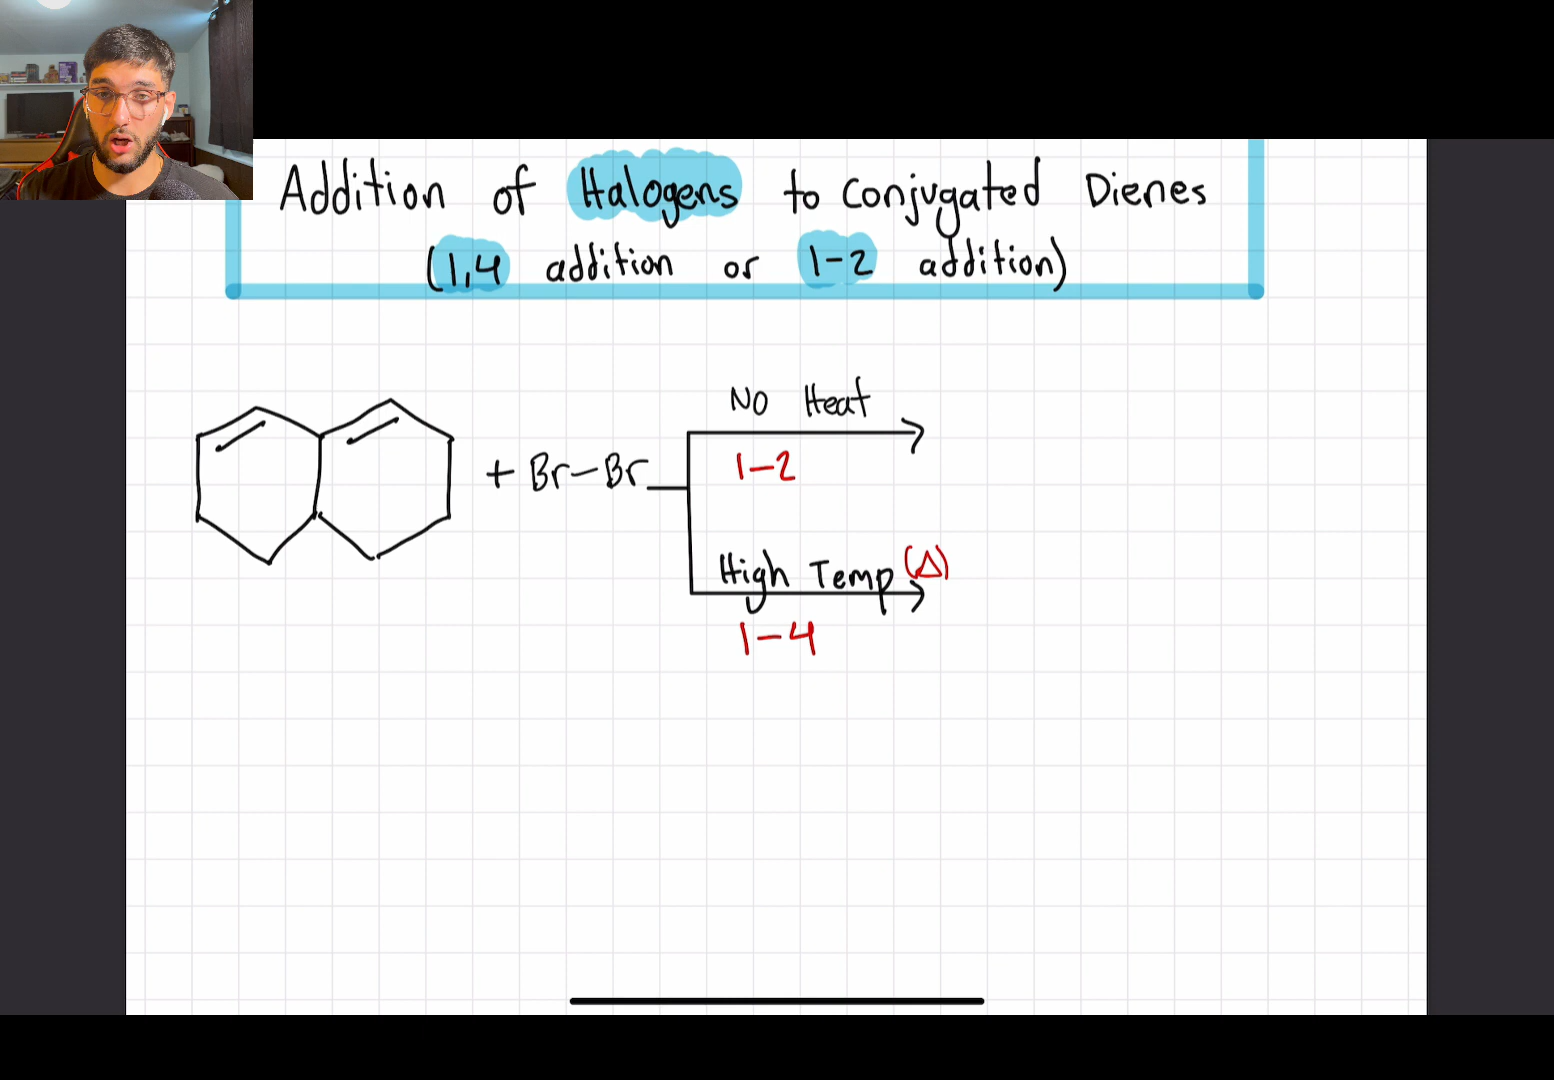 Addition of Halogens to Conjugated Dienes
(1,4 addition or 1-2 addition)
No Heat
+ Br-Br
1-2
High Temp (Δ)
1-4